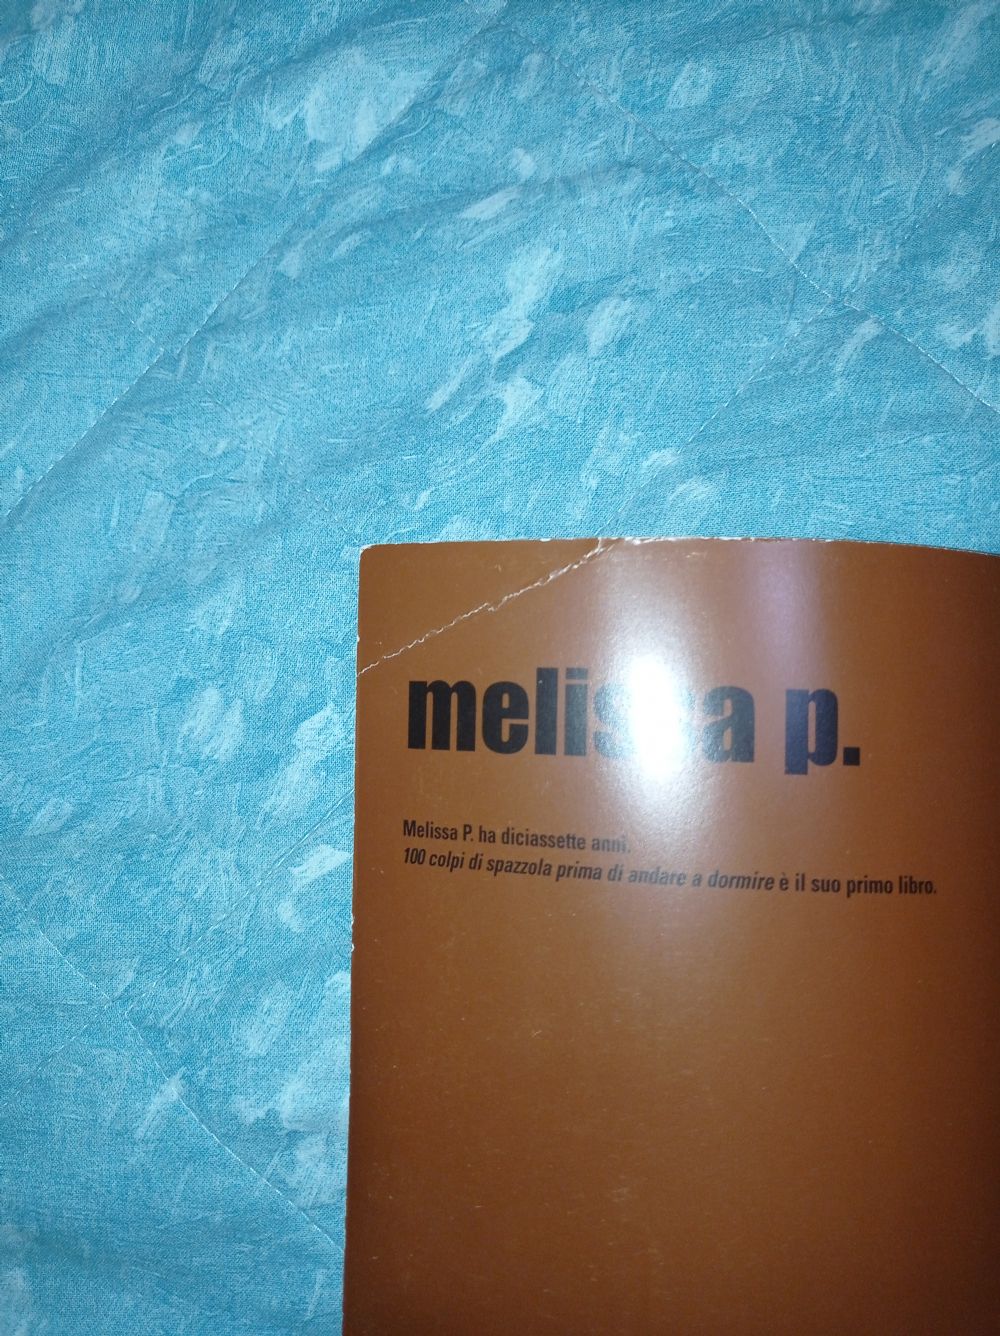 melissa p.
Melissa P. ha diciassette anni.
100 colpi di spazzola prima di andare a dormire è il suo primo libro.